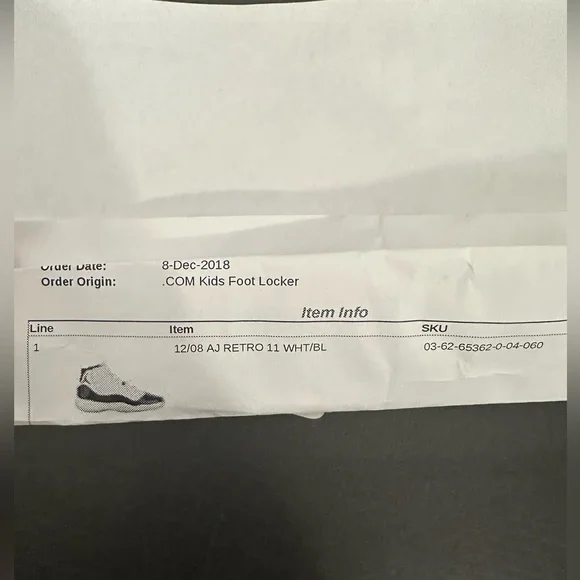 Order Date: 8-Dec-2018
Order Origin: .COM Kids Foot Locker
Item Info
Line Item SKU
1 12/08 AJ RETRO 11 WHT/BL 03-62-65362-0-04-060